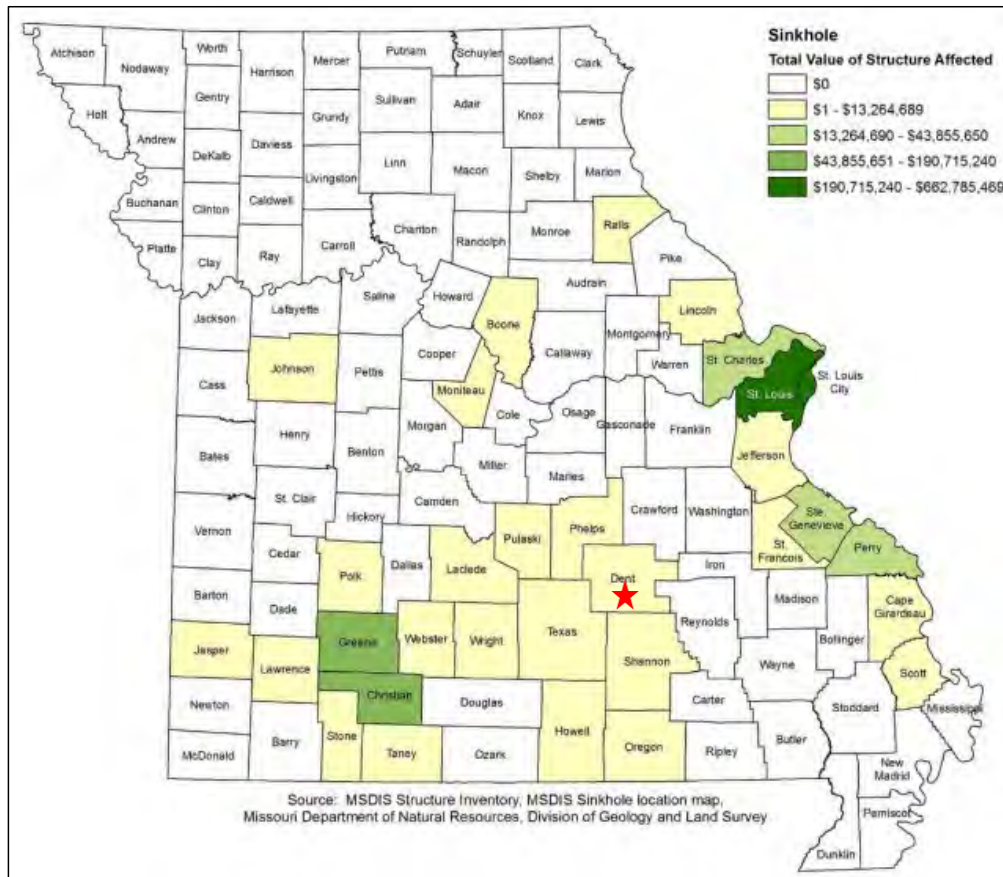 Sinkhole
Total Value of Structure Affected
$0
$1 - $13,264,689
$13,264,690 - $43,855,650
$43,855,651 - $190,715,240
$190,715,240 - $662,785,469
Atchison
Nodaway
Worth
Harrison
Mercer
Putnam
Schuyler
Scotland
Clark
Holt
Gentry
Sullivan
Adair
Knox
Lewis
Andrew
DeKalb
Daviess
Grundy
Linn
Macon
Shelby
Marion
Buchanan
Clinton
Caldwell
Livingston
Chariton
Randolph
Monroe
Ralls
Platte
Clay
Ray
Carroll
Pike
Audrain
Jackson
Lafayette
Saline
Howard
Boone
Callaway
Montgomery
Lincoln
Warren
St. Charles
St. Louis
St. Louis
City
Cass
Johnson
Pettis
Cooper
Moniteau
Cole
Osage
Gasconade
Franklin
Jefferson
Bates
Henry
Benton
Morgan
Miller
Maries
St. Clair
Camden
Hickory
Pulaski
Phelps
Crawford
Washington
Ste.
Genevieve
St.
Francois
Perry
Vernon
Cedar
Polk
Dallas
Laclede
Dent
Iron
Madison
Cape
Girardeau
Barton
Dade
Greene
Webster
Wright
Texas
Reynolds
Bollinger
Jasper
Lawrence
Christian
Douglas
Shannon
Wayne
Scott
Mississippi
Newton
Stone
Howell
Carter
Stoddard
McDonald
Barry
Taney
Ozark
Oregon
Ripley
Butler
New
Madrid
Pemiscot
Dunklin
Source: MSDIS Structure Inventory, MSDIS Sinkhole location map,
Missouri Department of Natural Resources, Division of Geology and Land Survey